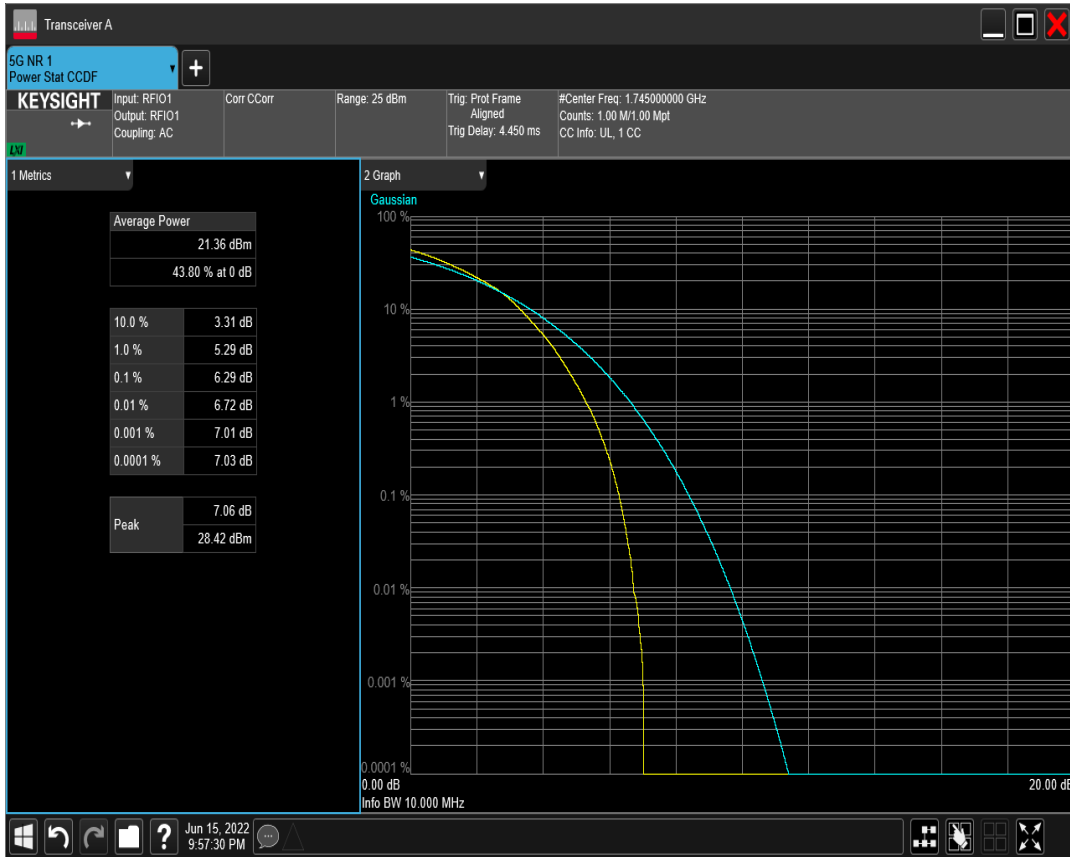 Transceiver A
5G NR 1
Power Stat CCDF
+
KEYSIGHT
LXI
Input: RFIO1
Output: RFIO1
Coupling: AC
Corr CCorr
Range: 25 dBm
Trig: Prot Frame
Aligned
Trig Delay: 4.450 ms
#Center Freq: 1.745000000 GHz
Counts: 1.00 M/1.00 Mpt
CC Info: UL, 1 CC
1 Metrics
Average Power
21.36 dBm
43.80 % at 0 dB
10.0 % 3.31 dB
1.0 % 5.29 dB
0.1 % 6.29 dB
0.01 % 6.72 dB
0.001 % 7.01 dB
0.0001 % 7.03 dB
Peak 7.06 dB
28.42 dBm
2 Graph
Gaussian
100 %
10 %
1 %
0.1 %
0.01 %
0.001 %
0.0001 %
0.00 dB 20.00 dB
Info BW 10.000 MHz
? Jun 15, 2022
9:57:30 PM